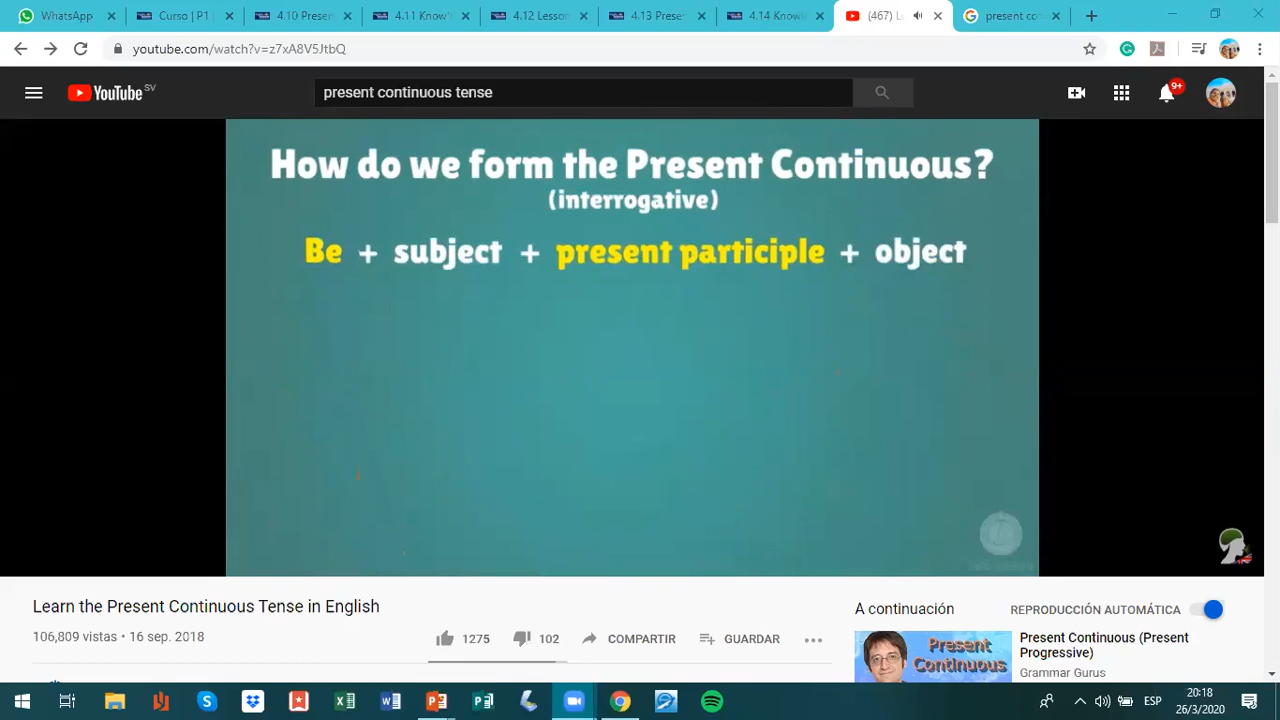 WhatsApp
Curso | P1 |
4.10 Presen
4.11 Know'
4.12 Lesson
4.13 Preser
4.14 Knowl
(467) L
present con
youtube.com/watch?v=z7xA8V5JtbQ
YouTube SV
present continuous tense
9+
How do we form the Present Continuous?
(interrogative)
Be + subject + present participle + object
Learn the Present Continuous Tense in English
106,809 vistas • 16 sep. 2018
1275
102
COMPARTIR
GUARDAR
A continuación
REPRODUCCIÓN AUTOMÁTICA
Present Continuous
Present Continuous (Present Progressive)
Grammar Gurus
ESP
20:18
26/3/2020